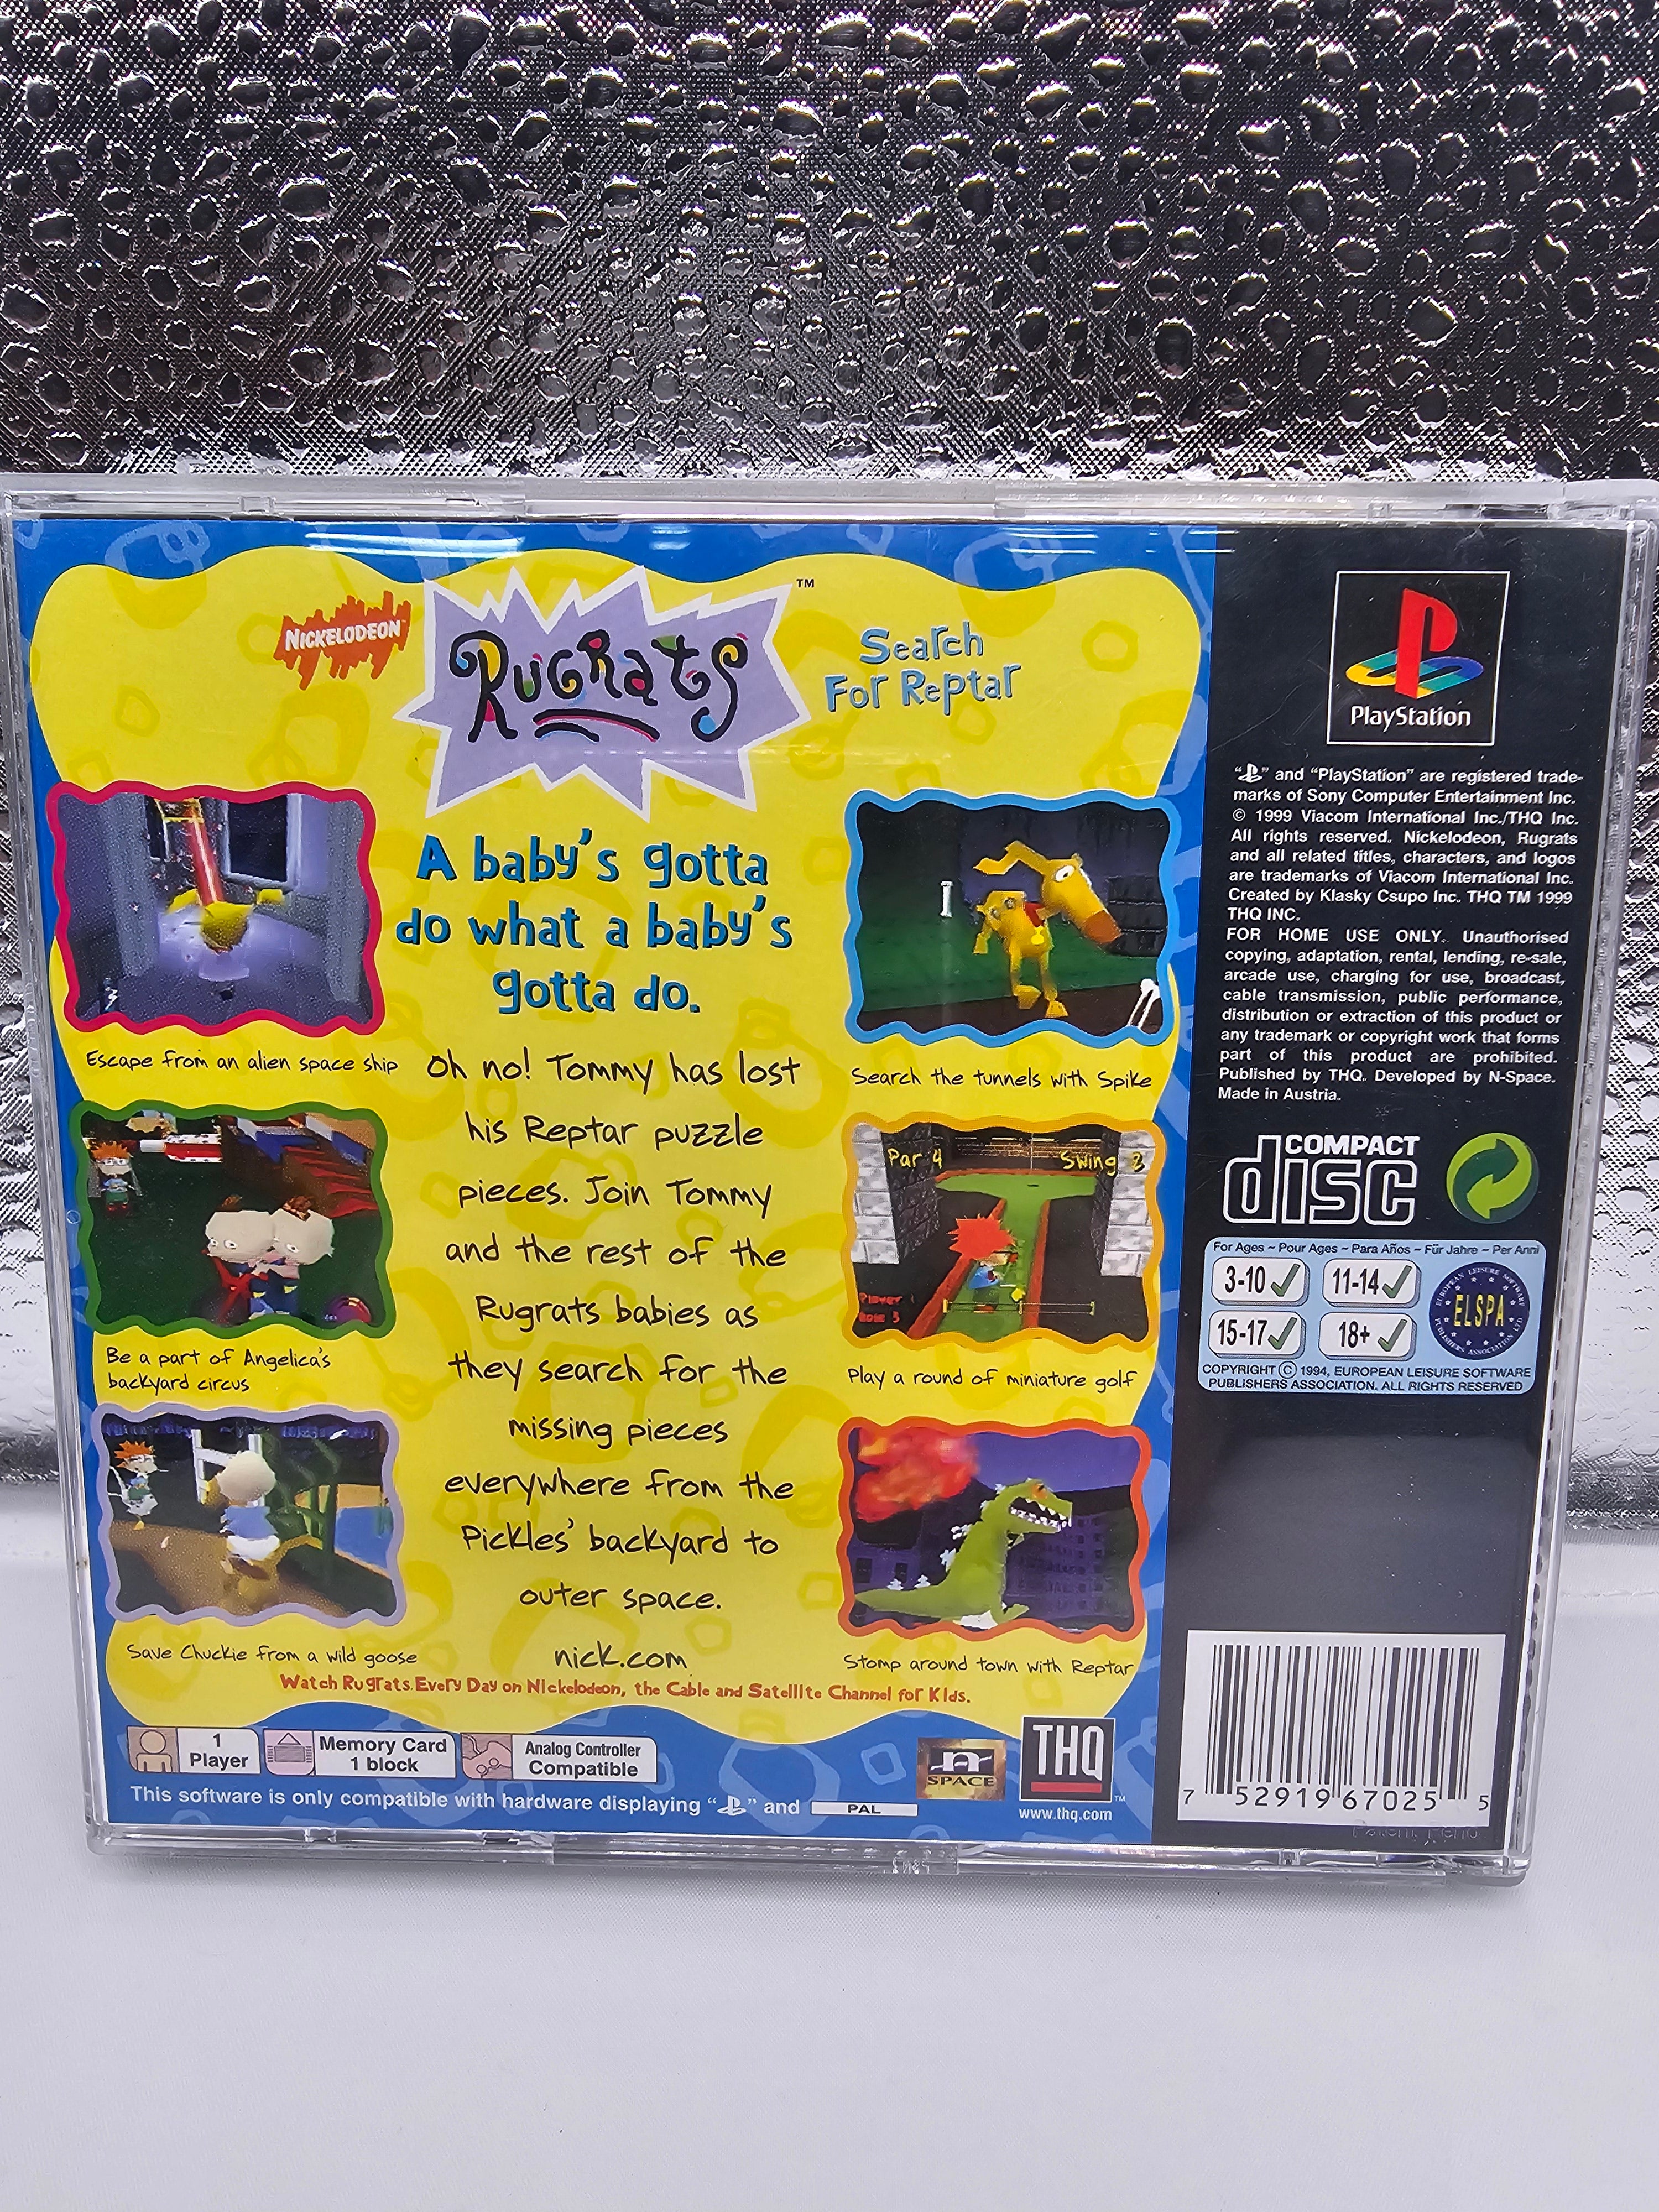 NICKELODEON
RUGRATS
TM
Search
For Reptar
A baby's gotta
do what a baby's
gotta do.
Escape from an alien space ship
Search the tunnels with Spike
Oh no! Tommy has lost
his Reptar puzzle
pieces. Join Tommy
and the rest of the
Rugrats babies as
they search for the
missing pieces
everywhere from the
Pickles' backyard to
outer space.
nick.com
Be a part of Angelica's
backyard circus
Par 4
Swing 2
Play a round of miniature golf
Save Chuckie from a wild goose
Stomp around town with Reptar
Watch Rugrats Every Day on Nickelodeon, the Cable and Satellite Channel for Kids.
1
Player
Memory Card
1 block
Analog Controller
Compatible
This software is only compatible with hardware displaying " " and PAL
n
SPACE
THQ
TM
www.thq.com
PlayStation
" " and "PlayStation" are registered trade-
marks of Sony Computer Entertainment Inc.
© 1999 Viacom International Inc./THQ Inc.
All rights reserved. Nickelodeon, Rugrats
and all related titles, characters, and logos
are trademarks of Viacom International Inc.
Created by Klasky Csupo Inc. THQ TM 1999
THQ INC.
FOR HOME USE ONLY. Unauthorised
copying, adaptation, rental, lending, re-sale,
arcade use, charging for use, broadcast,
cable transmission, public performance,
distribution or extraction of this product or
any trademark or copyright work that forms
part of this product are prohibited.
Published by THQ. Developed by N-Space.
Made in Austria.
COMPACT
disc
For Ages ~ Pour Ages ~ Para Años ~ Für Jahre ~ Per Anni
3-10 ✓ 11-14 ✓
15-17 ✓ 18+ ✓
EUROPEAN LEISURE SOFTWARE
ELSPA
PUBLISHERS ASSOCIATION LTD
COPYRIGHT © 1994, EUROPEAN LEISURE SOFTWARE
PUBLISHERS ASSOCIATION. ALL RIGHTS RESERVED
7 52919 67025 5